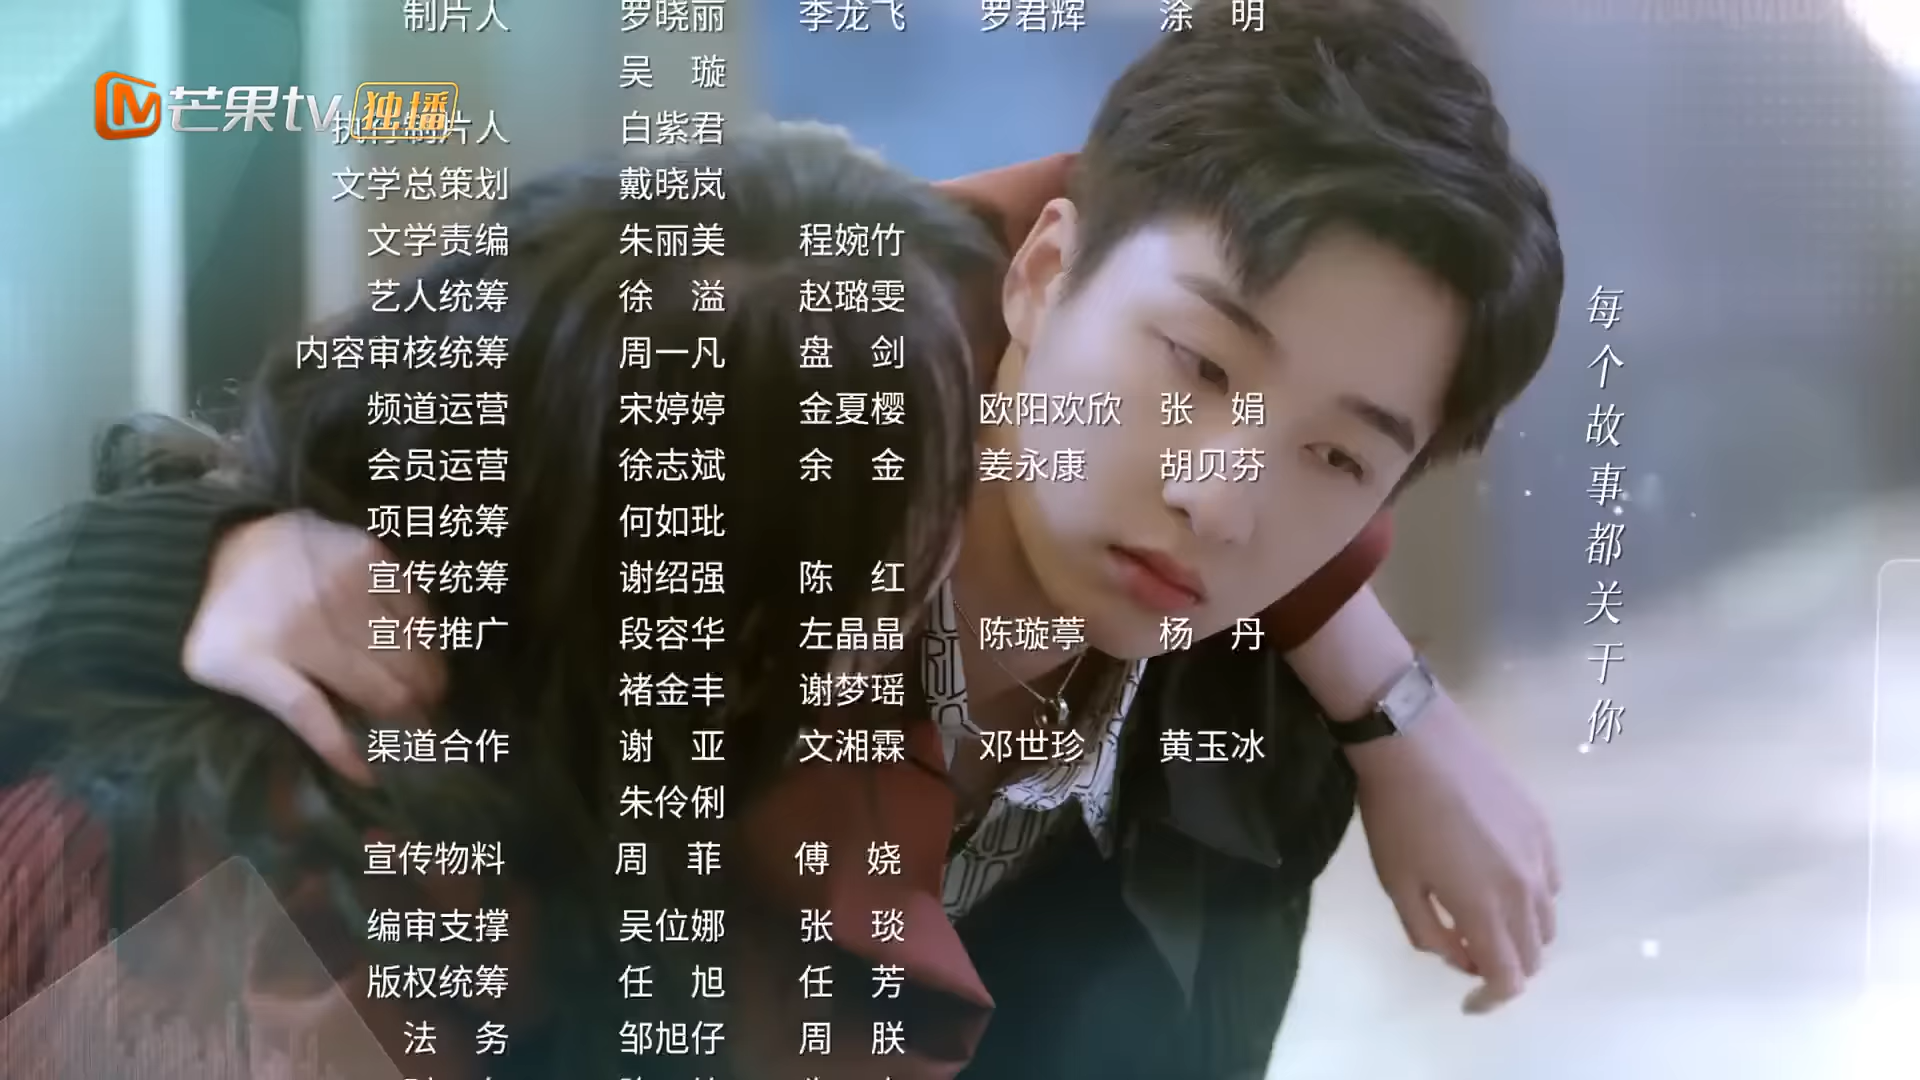 制片人 罗晓丽 李龙飞 罗君辉 涂 明
吴 璇
芒果tv 独播
执行制片人 白紫君
文学总策划 戴晓岚
文学责编 朱丽美 程婉竹
艺人统筹 徐 溢 赵璐雯
内容审核统筹 周一凡 盘 剑
频道运营 宋婷婷 金夏樱 欧阳欢欣 张 娟
会员运营 徐志斌 余 金 姜永康 胡贝芬
项目统筹 何如玭
宣传统筹 谢绍强 陈 红
宣传推广 段容华 左晶晶 陈璇葶 杨 丹
褚金丰 谢梦瑶
渠道合作 谢 亚 文湘霖 邓世珍 黄玉冰
朱伶俐
宣传物料 周 菲 傅 娆
编审支撑 吴位娜 张 琰
版权统筹 任 旭 任 芳
法 务 邹旭仔 周 朕
每个故事都关于你